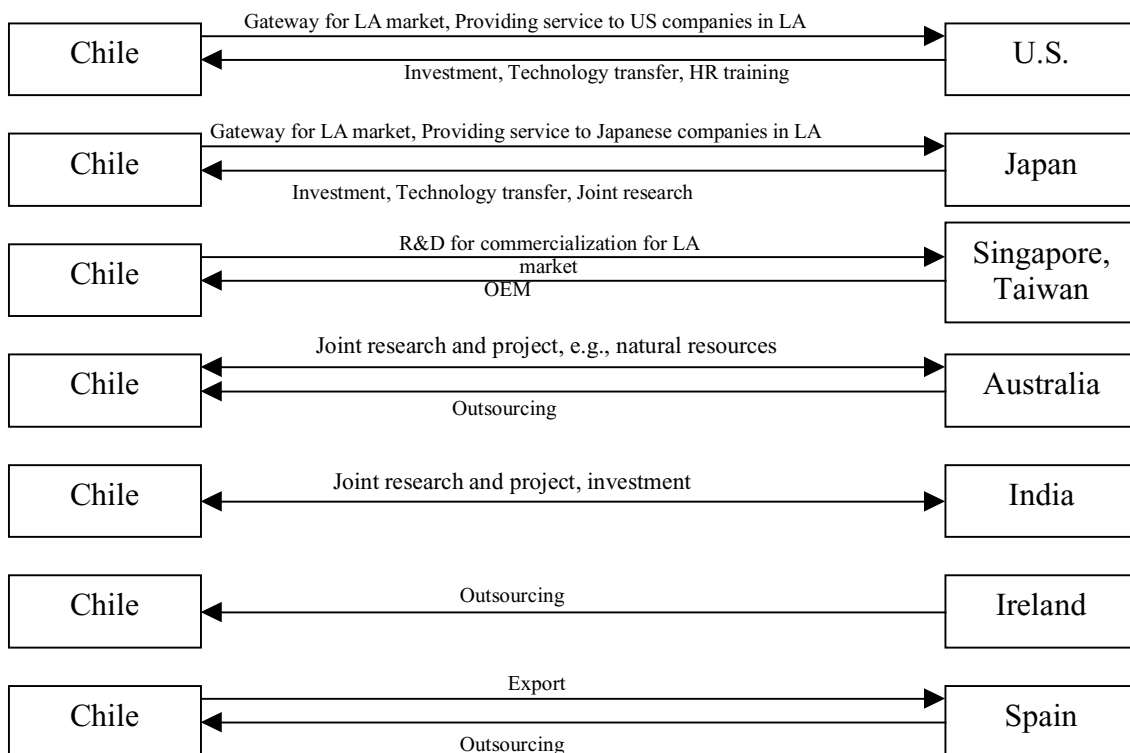 Gateway for LA market, Providing service to US companies in LA
Chile
U.S.
Investment, Technology transfer, HR training
Gateway for LA market, Providing service to Japanese companies in LA
Chile
Japan
Investment, Technology transfer, Joint research
R&D for commercialization for LA
market
Chile
Singapore,
Taiwan
OEM
Joint research and project, e.g., natural resources
Chile
Australia
Outsourcing
Joint research and project, investment
Chile
India
Chile
Outsourcing
Ireland
Export
Chile
Spain
Outsourcing